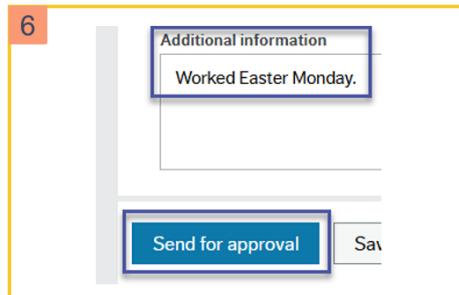 6
Additional information
Worked Easter Monday.
Send for approval